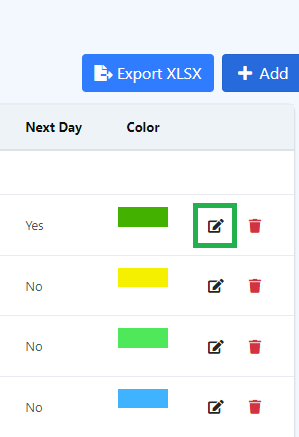 Export XLSX
Add
Next Day Color
Yes
No
No
No